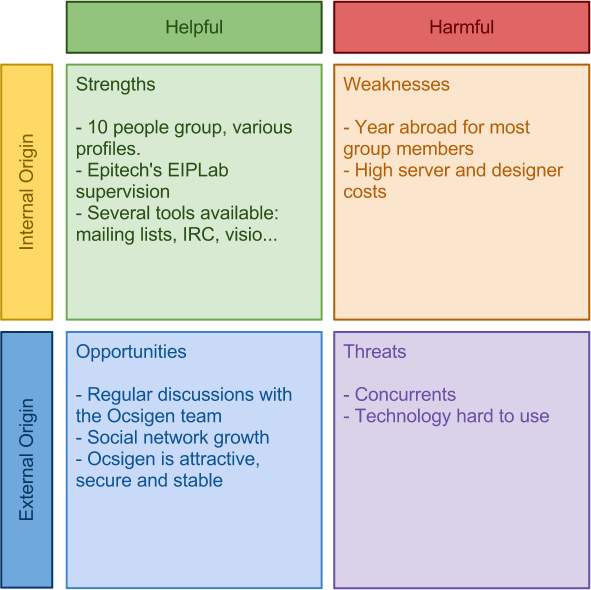 Helpful
Harmful
Internal Origin
Strengths
- 10 people group, various
profiles.
- Epitech's EIPLab
supervision
- Several tools available:
mailing lists, IRC, visio...
Weaknesses
- Year abroad for most
group members
- High server and designer
costs
External Origin
Opportunities
- Regular discussions with
the Ocsigen team
- Social network growth
- Ocsigen is attractive,
secure and stable
Threats
- Concurrents
- Technology hard to use